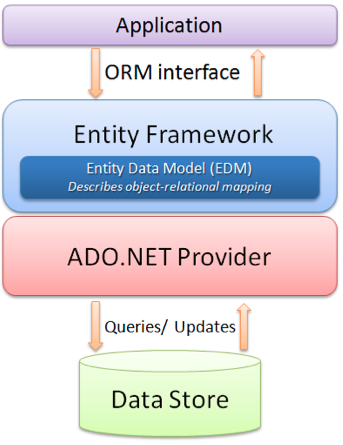 Application
ORM interface
Entity Framework
Entity Data Model (EDM)
Describes object-relational mapping
ADO.NET Provider
Queries/ Updates
Data Store